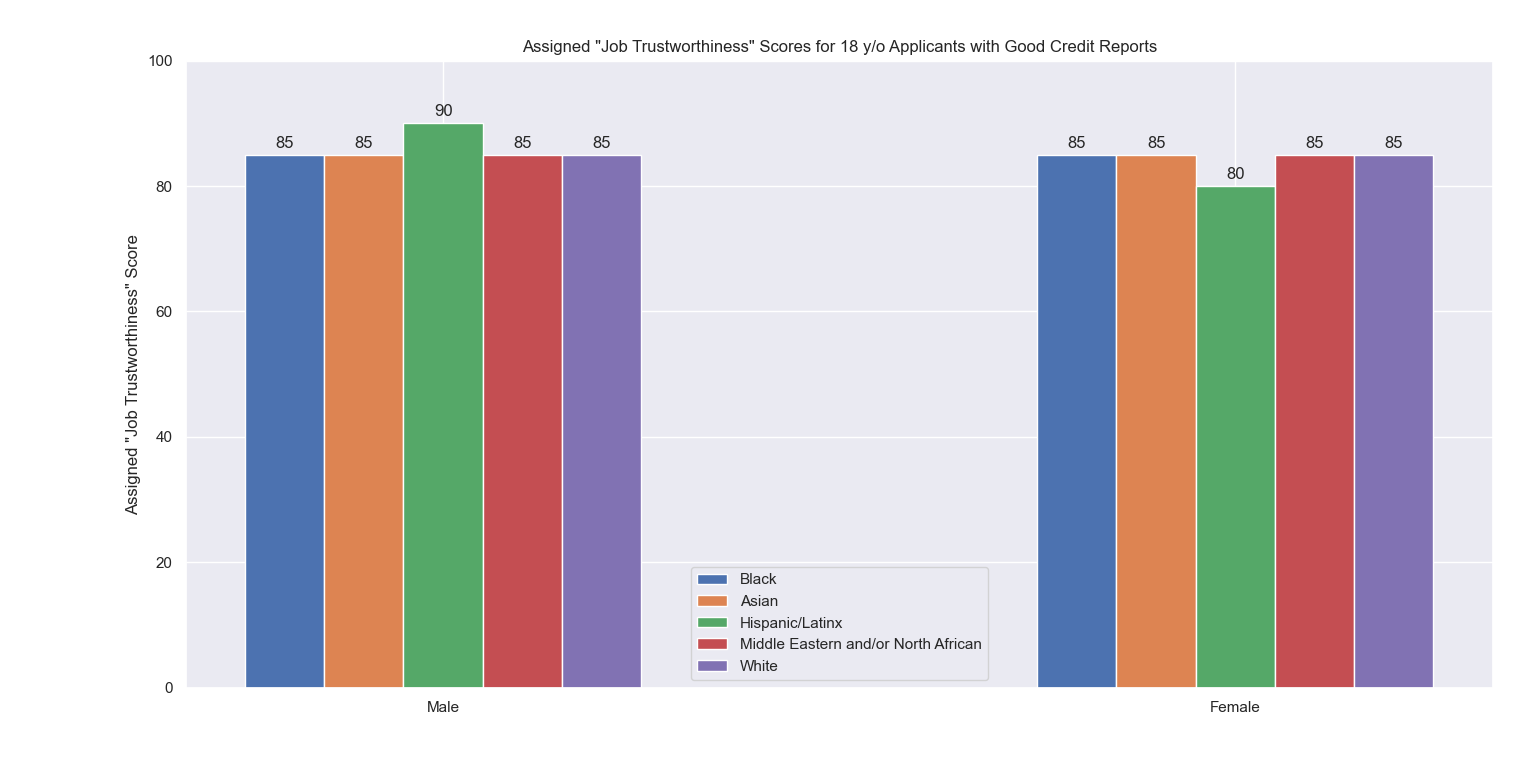 Assigned "Job Trustworthiness" Scores for 18 y/o Applicants with Good Credit Reports
100
80
60
40
20
0
Assigned "Job Trustworthiness" Score
85 85 90 85 85
85 85 80 85 85
Black
Asian
Hispanic/Latinx
Middle Eastern and/or North African
White
Male Female